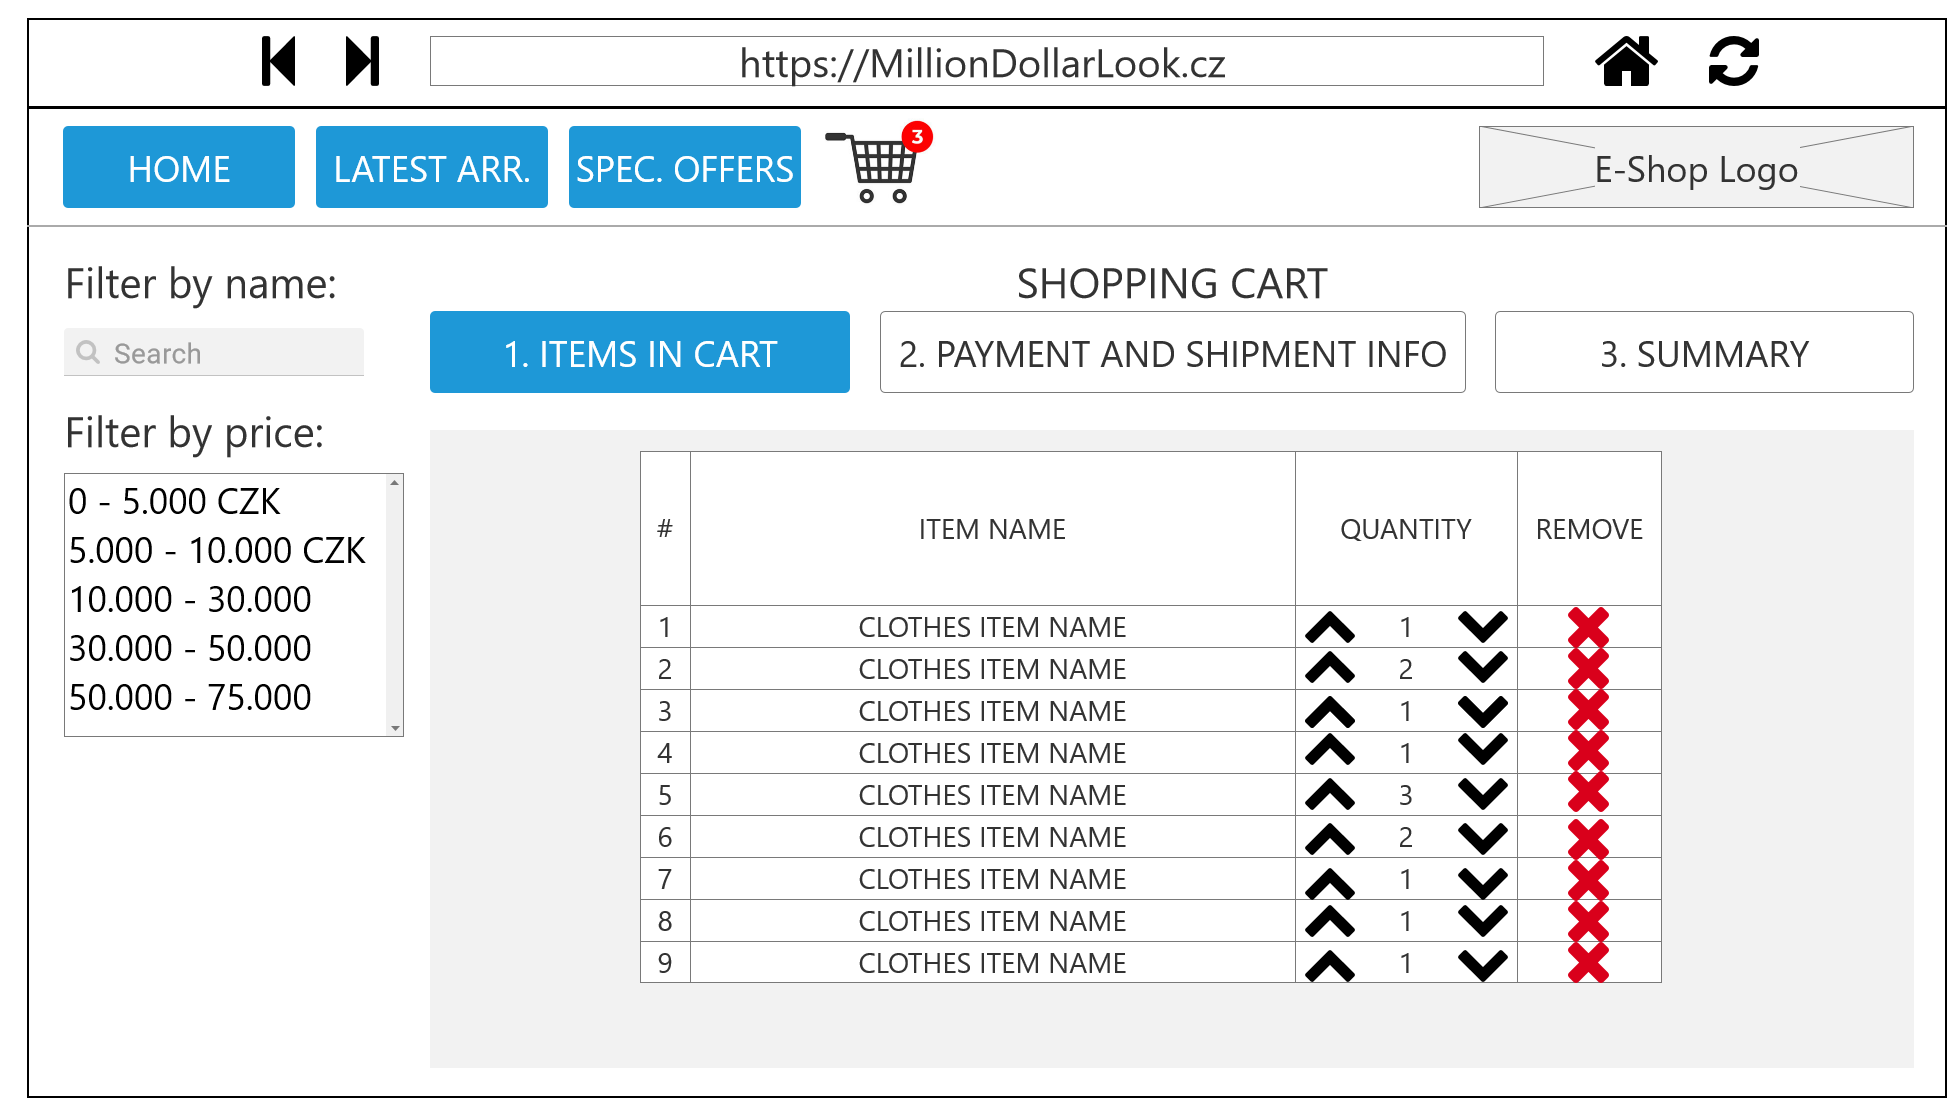 https://MillionDollarLook.cz
HOME LATEST ARR. SPEC. OFFERS 3 E-Shop Logo
Filter by name:
Search
Filter by price:
0 - 5.000 CZK
5.000 - 10.000 CZK
10.000 - 30.000
30.000 - 50.000
50.000 - 75.000
SHOPPING CART
1. ITEMS IN CART 2. PAYMENT AND SHIPMENT INFO 3. SUMMARY
# ITEM NAME QUANTITY REMOVE
1 CLOTHES ITEM NAME 1
2 CLOTHES ITEM NAME 2
3 CLOTHES ITEM NAME 1
4 CLOTHES ITEM NAME 1
5 CLOTHES ITEM NAME 3
6 CLOTHES ITEM NAME 2
7 CLOTHES ITEM NAME 1
8 CLOTHES ITEM NAME 1
9 CLOTHES ITEM NAME 1